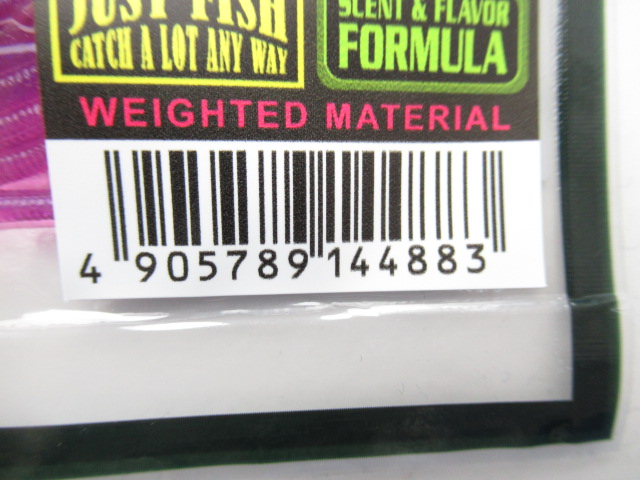 JUST FISH
CATCH A LOT ANY WAY
SCENT & FLAVOR
FORMULA
WEIGHTED MATERIAL
4 905789 144883